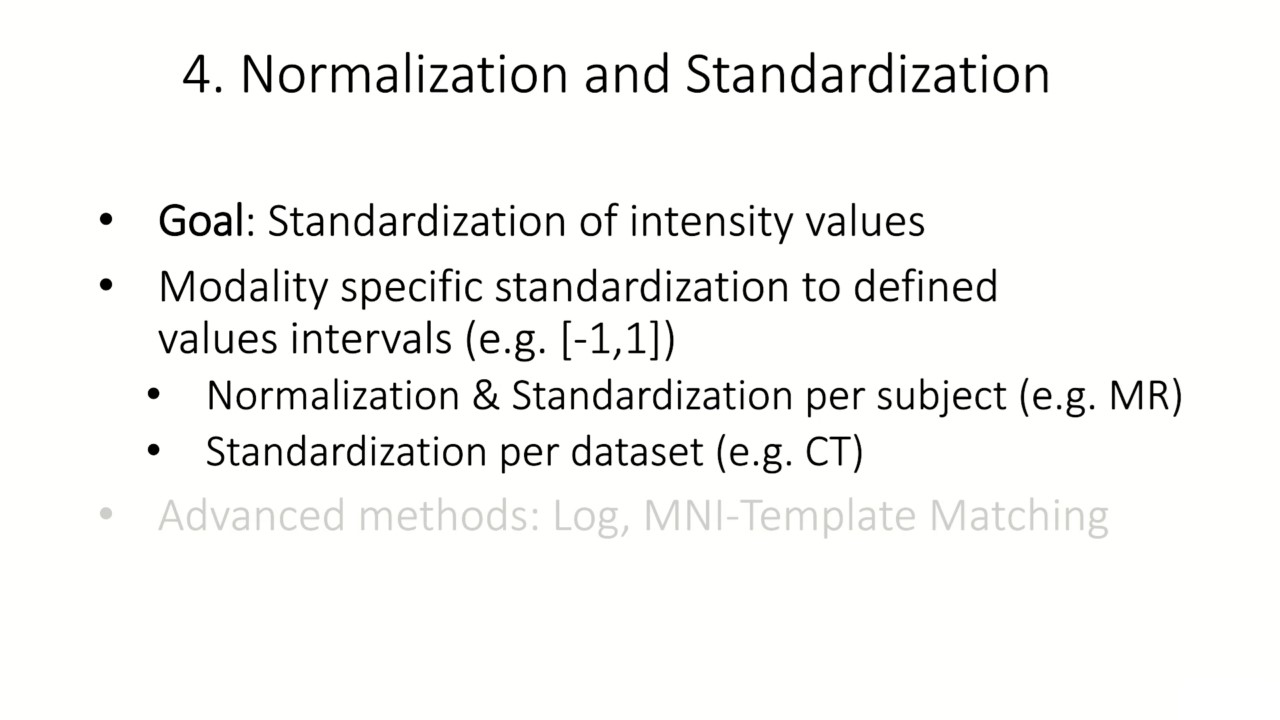 4. Normalization and Standardization
• Goal: Standardization of intensity values
• Modality specific standardization to defined
values intervals (e.g. [-1,1])
• Normalization & Standardization per subject (e.g. MR)
• Standardization per dataset (e.g. CT)
• Advanced methods: Log, MNI-Template Matching